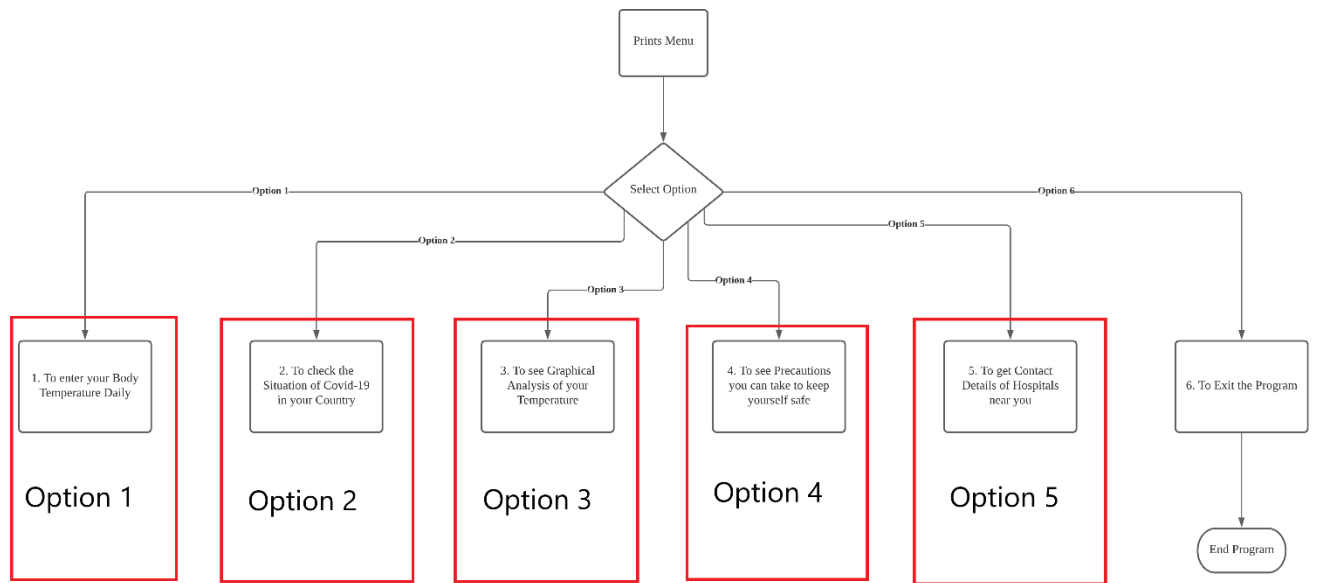 Prints Menu
Select Option
Option 1
Option 6
Option 5
Option 2
Option 4
Option 3
1. To enter your Body
Temperature Daily
2. To check the
Situation of Covid-19
in your Country
3. To see Graphical
Analysis of your
Temperature
4. To see Precautions
you can take to keep
yourself safe
5. To get Contact
Details of Hospitals
near you
6. To Exit the Program
Option 1
Option 2
Option 3
Option 4
Option 5
End Program